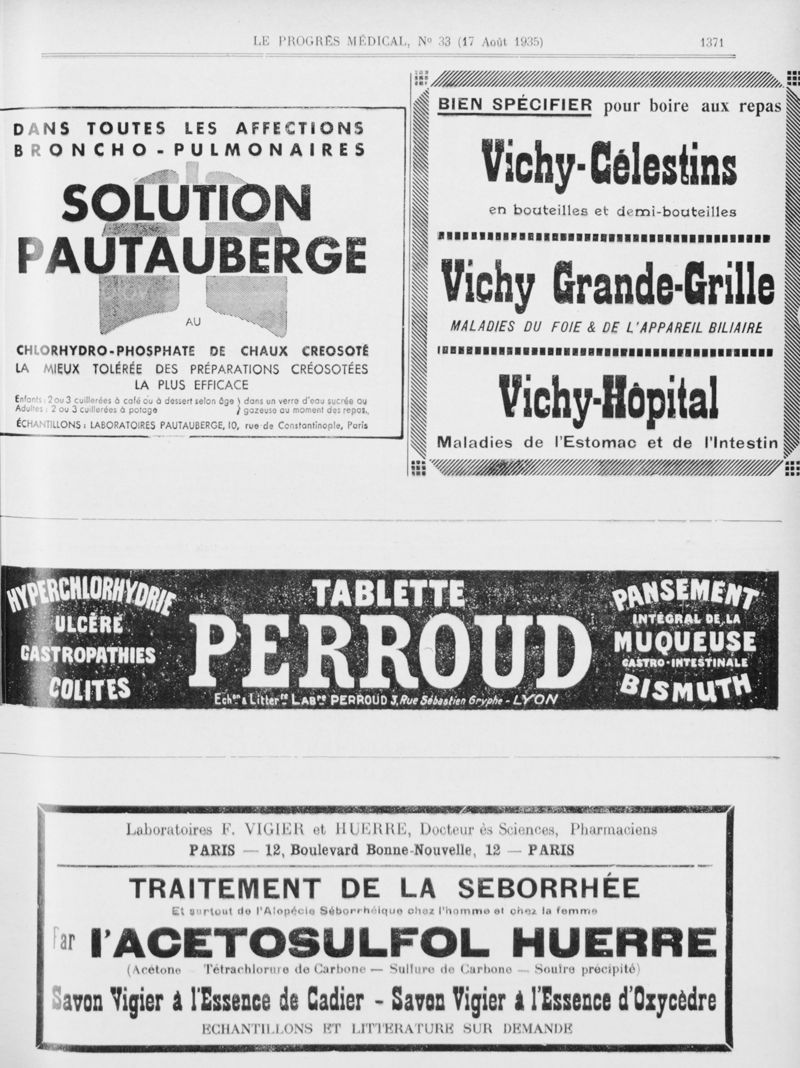 LE PROGRÈS MÉDICAL, Nº 33 (17 Août 1935) 1371
DANS TOUTES LES AFFECTIONS
BRONCHO-PULMONAIRES
SOLUTION
PAUTAUBERGE
AU
CHLORHYDRO-PHOSPHATE DE CHAUX CREOSOTÉ
LA MIEUX TOLÉRÉE DES PRÉPARATIONS CRÉOSOTÉES
LA PLUS EFFICACE
Enfants : 2 ou 3 cuillerées à café ou à dessert selon âge } dans un verre d'eau sucrée ou
Adultes : 2 ou 3 cuillerées à potage } gazeuse au moment des repas.
ÉCHANTILLONS : LABORATOIRES PAUTAUBERGE, 10, rue de Constantinople, Paris
BIEN SPÉCIFIER pour boire aux repas
Vichy-Célestins
en bouteilles et demi-bouteilles
Vichy Grande-Grille
MALADIES DU FOIE & DE L'APPAREIL BILIAIRE
Vichy-Hôpital
Maladies de l'Estomac et de l'Intestin
HYPERCHLORHYDRIE
ULCÈRE
GASTROPATHIES
COLITES
TABLETTE
PERROUD
Echons & Littérre LABres PERROUD 3, Rue Sébastien Gryphe - LYON
PANSEMENT
INTÉGRAL DE LA
MUQUEUSE
GASTRO-INTESTINALE
BISMUTH
Laboratoires F. VIGIER et HUERRE, Docteur ès Sciences, Pharmaciens
PARIS — 12, Boulevard Bonne-Nouvelle, 12 — PARIS
TRAITEMENT DE LA SEBORRHÉE
Et surtout de l'Alopécie Séborrhéique chez l'homme et chez la femme
Par l'ACETOSULFOL HUERRE
(Acétone - Tétrachlorure de Carbone — Sulfure de Carbone — Soufre précipité)
Savon Vigier à l'Essence de Cadier - Savon Vigier à l'Essence d'Oxycèdre
ECHANTILLONS ET LITTERATURE SUR DEMANDE